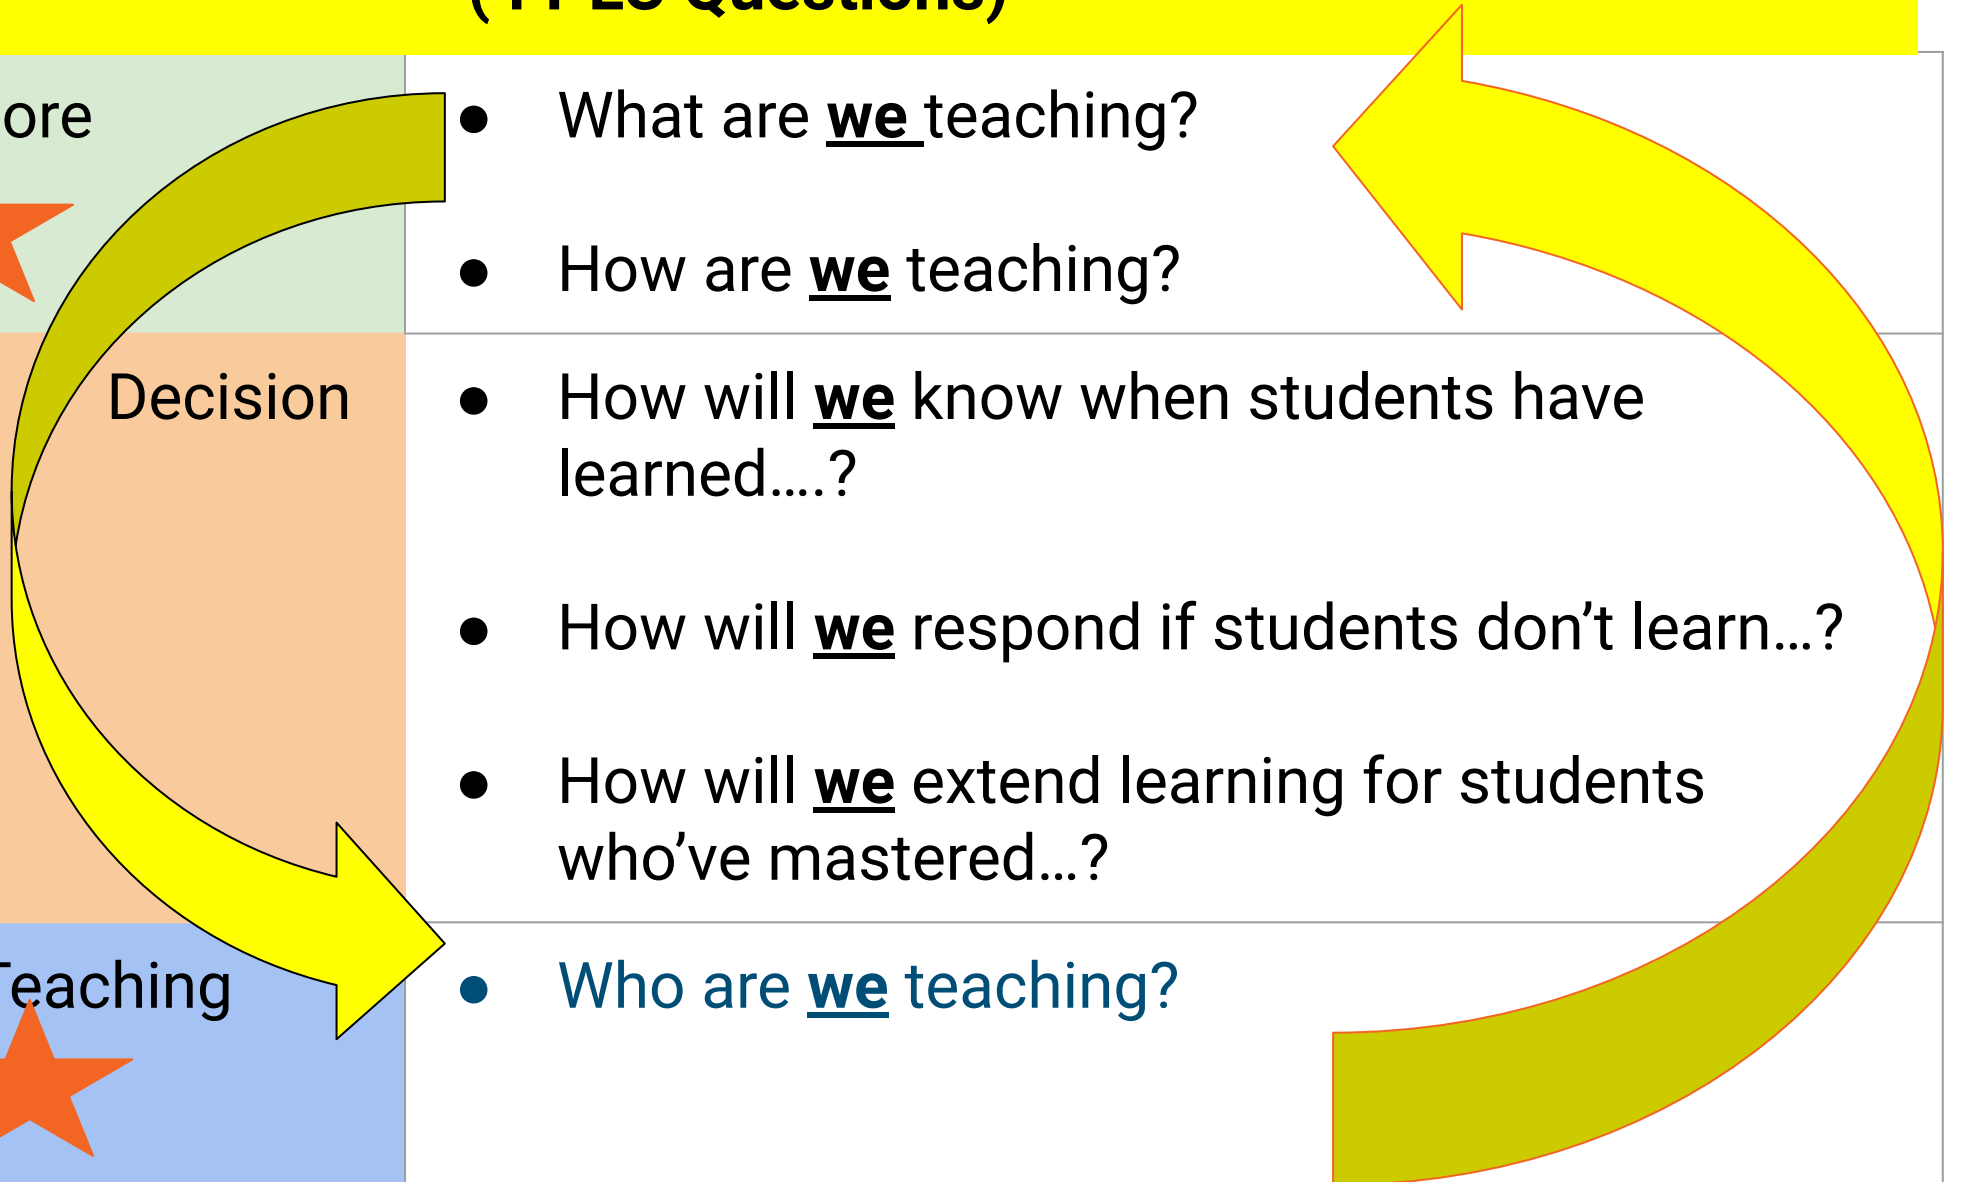 Questions)
What are we teaching?
How are we teaching?
Decision
How will we know when students have
learned....?
How will we respond if students don’t learn...?
How will we extend learning for students
who’ve mastered...?
Teaching
Who are we teaching?